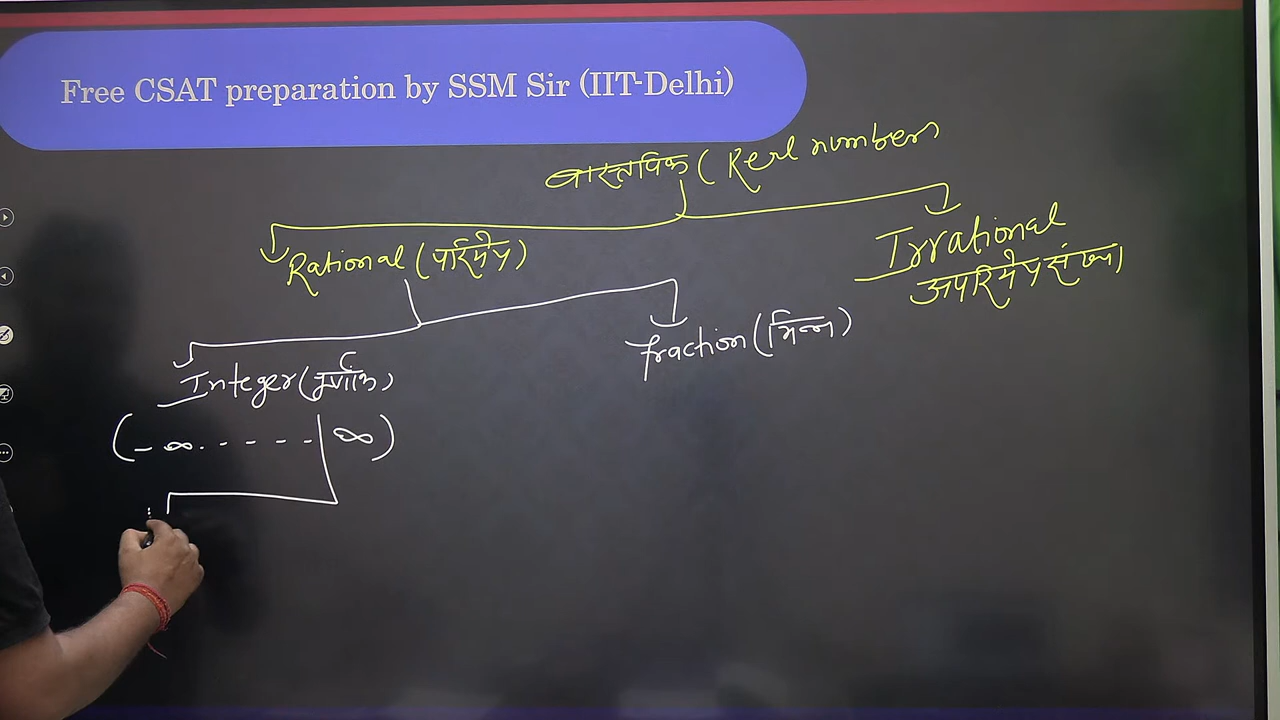 Free CSAT preparation by SSM Sir (IIT-Delhi)
वास्तविक ( Real numbers
Rational (परिमेय)
Irrational
अपरिमेय संख्या
fraction (भिन्न)
Integer (पूर्णांक)
(-∞ . - - - - - ∞)